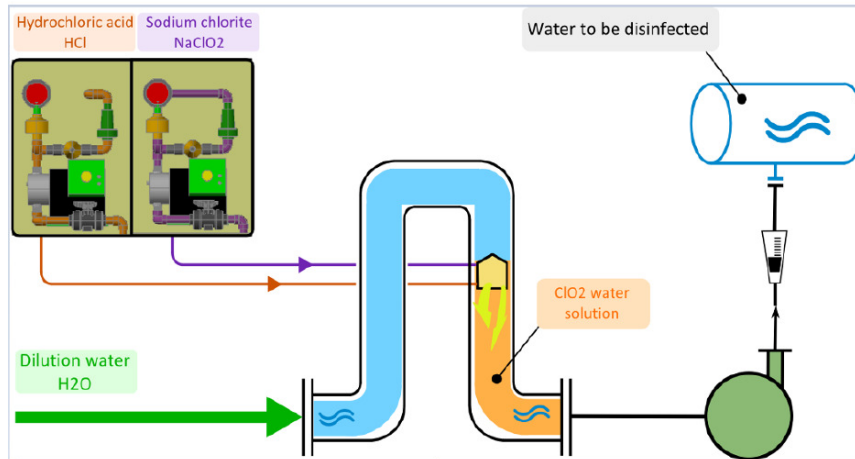 Hydrochloric acid
HCl
Sodium chlorite
NaClO2
Water to be disinfected
ClO2 water
solution
Dilution water
H2O